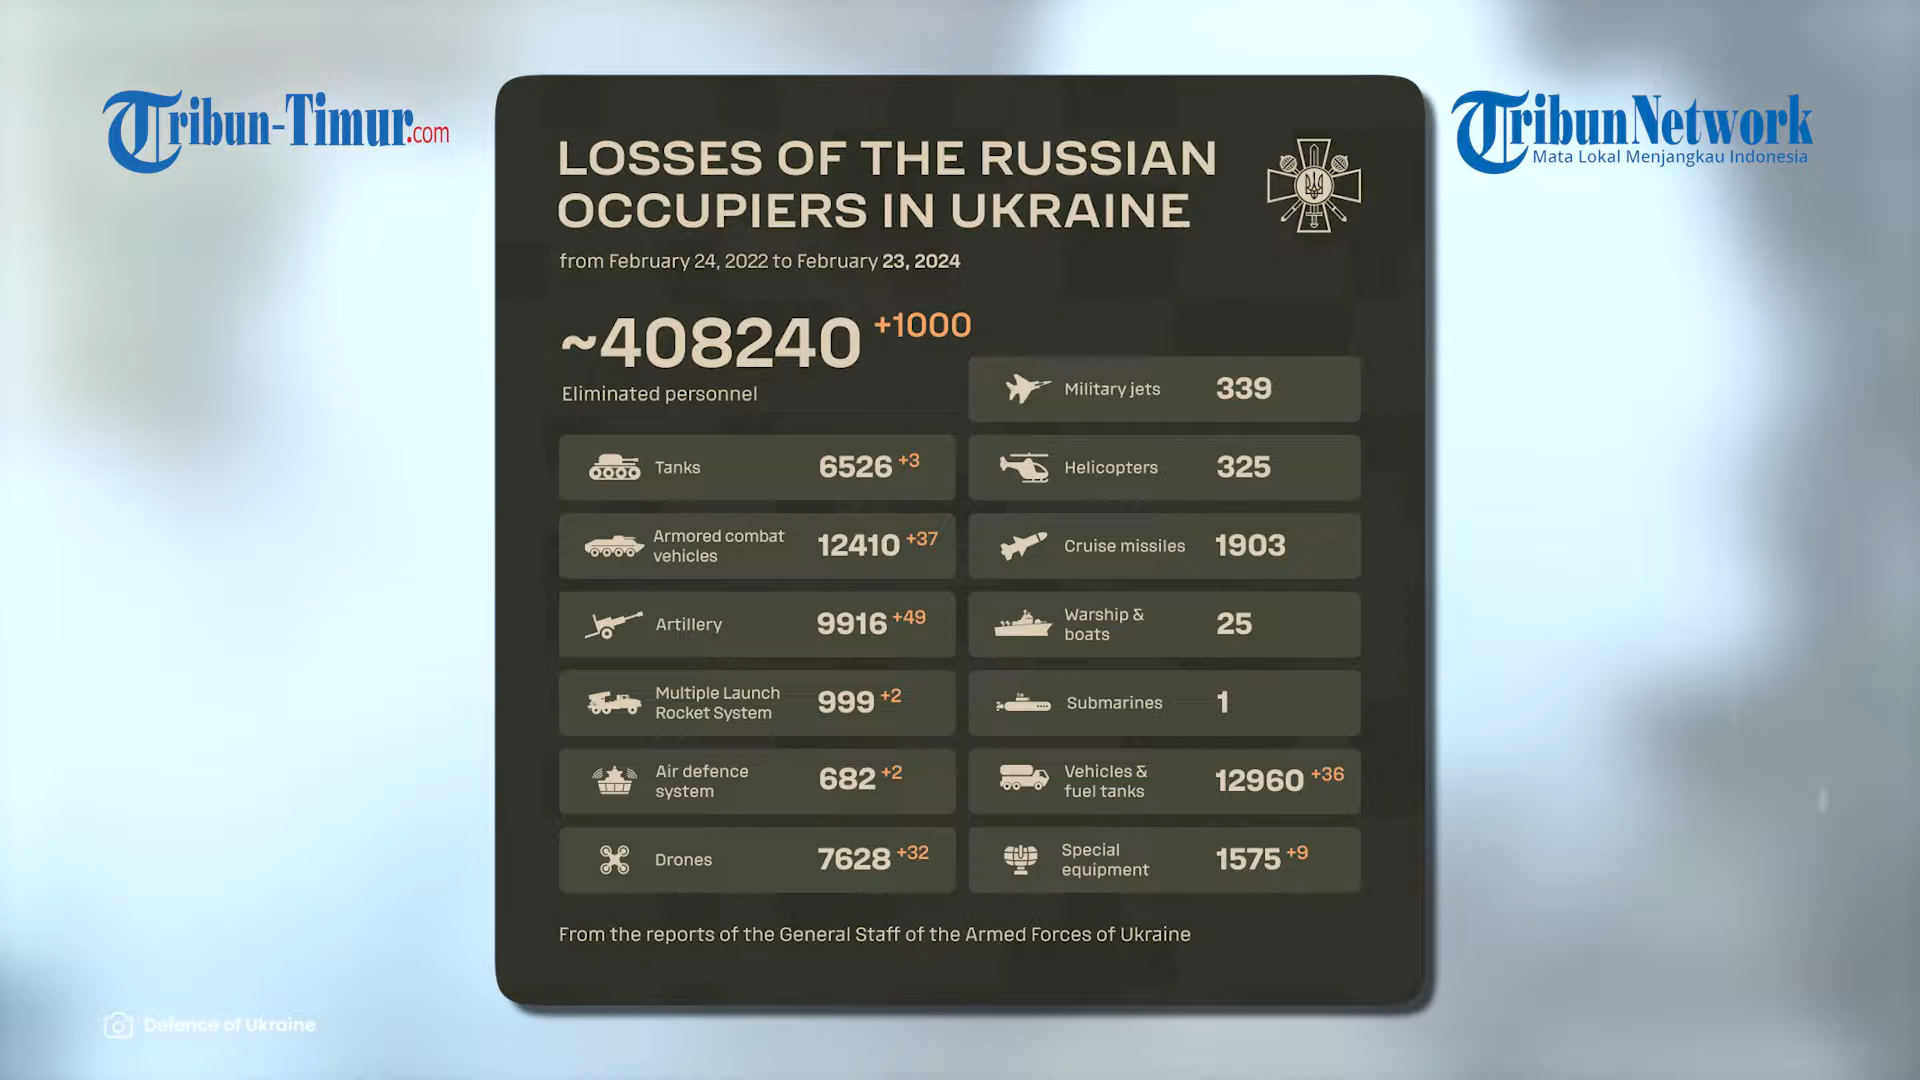 Tribun-Timur.com
TribunNetwork
Mata Lokal Menjangkau Indonesia
LOSSES OF THE RUSSIAN
OCCUPIERS IN UKRAINE
from February 24, 2022 to February 23, 2024
~408240 +1000
Eliminated personnel
Military jets 339
Tanks 6526 +3
Helicopters 325
Armored combat
vehicles 12410 +37
Cruise missiles 1903
Artillery 9916 +49
Warship &
boats 25
Multiple Launch
Rocket System 999 +2
Submarines 1
Air defence
system 682 +2
Vehicles &
fuel tanks 12960 +36
Drones 7628 +32
Special
equipment 1575 +9
From the reports of the General Staff of the Armed Forces of Ukraine
Defence of Ukraine